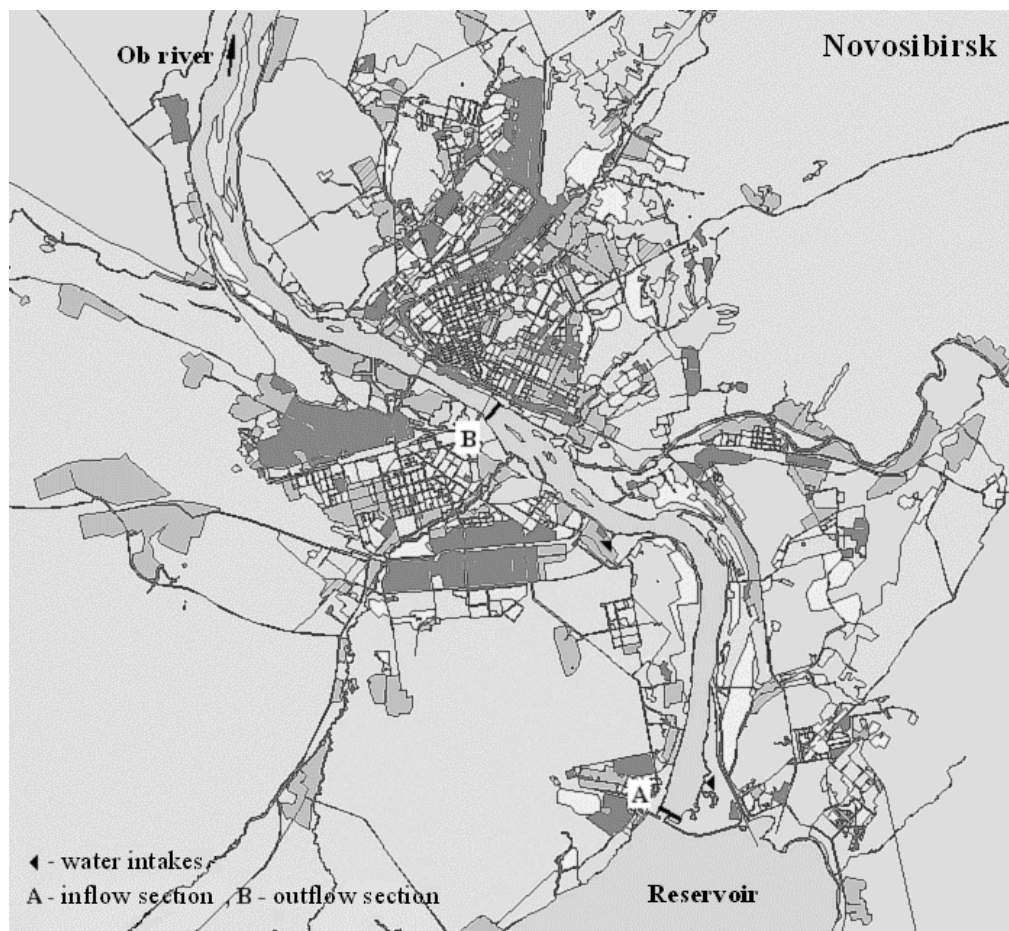 Ob river
Novosibirsk
B
A
- water intakes
A - inflow section , B - outflow section
Reservoir